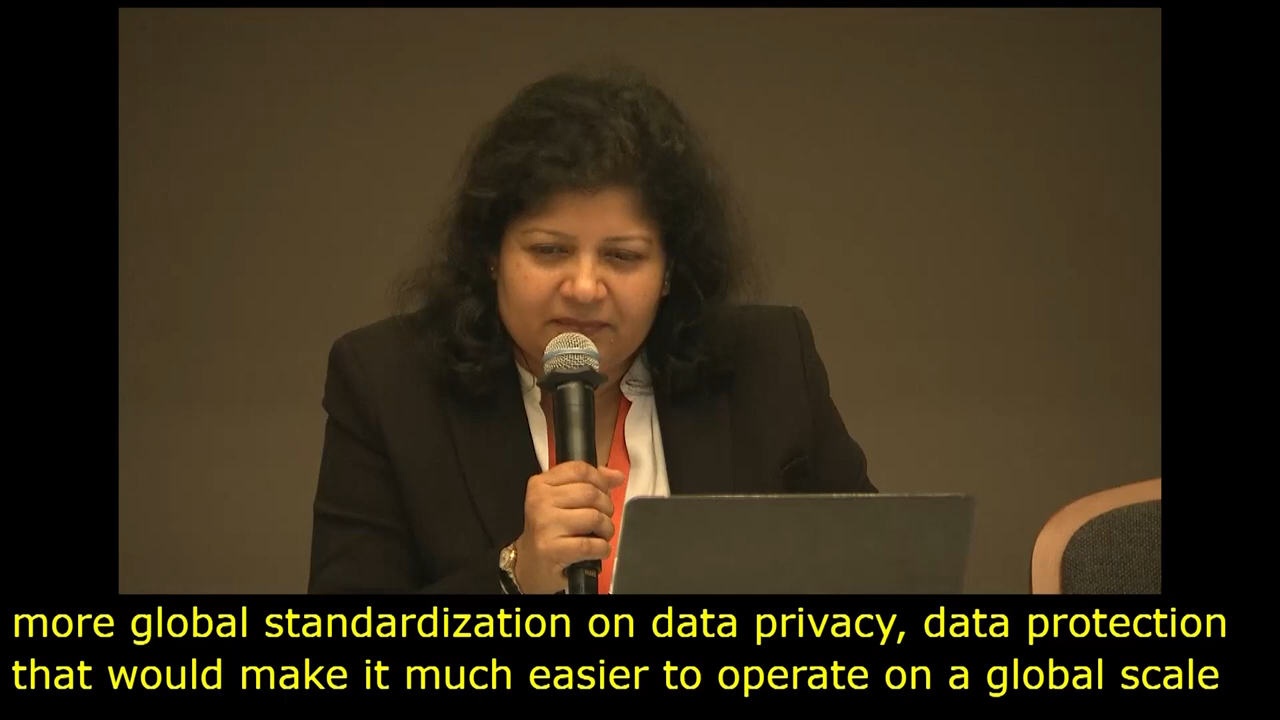 more global standardization on data privacy, data protection
that would make it much easier to operate on a global scale